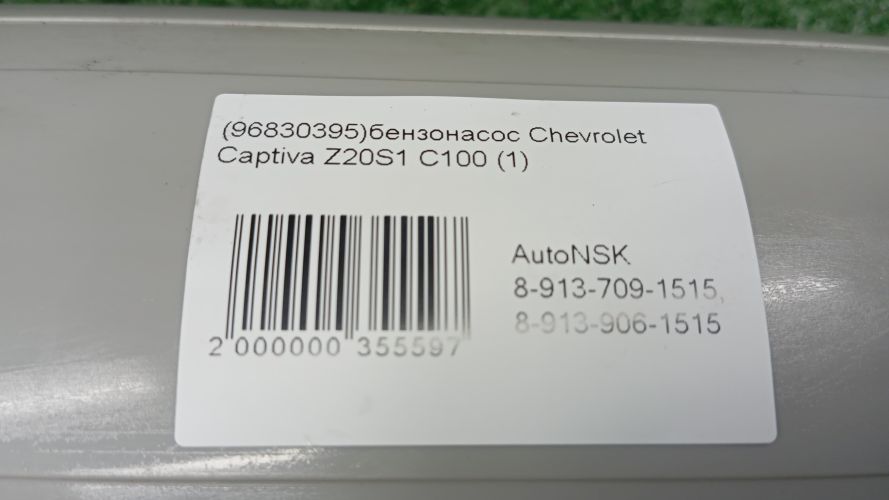 (96830395)бензонасос Chevrolet
Captiva Z20S1 C100 (1)
AutoNSK
8-913-709-1515,
8-913-906-1515
2 000000 355597